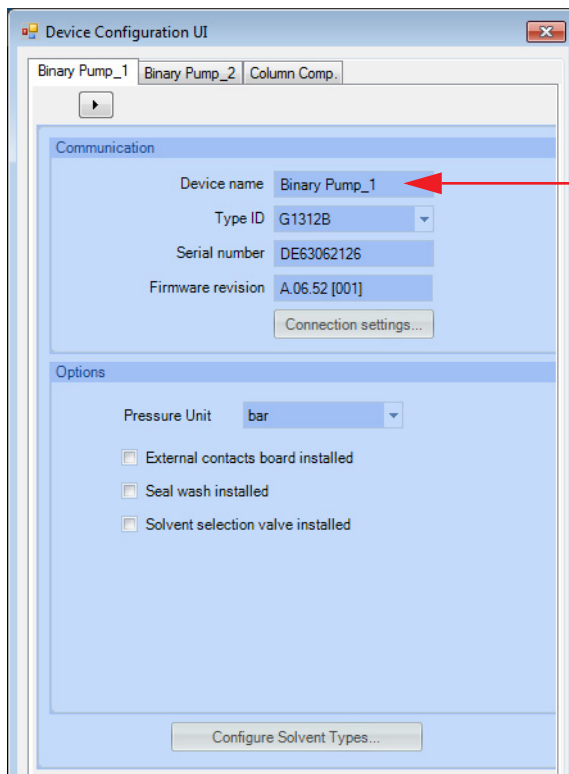 Device Configuration UI
Binary Pump_1 Binary Pump_2 Column Comp.
Communication
Device name Binary Pump_1
Type ID G1312B
Serial number DE63062126
Firmware revision A.06.52 [001]
Connection settings...
Options
Pressure Unit bar
External contacts board installed
Seal wash installed
Solvent selection valve installed
Configure Solvent Types...